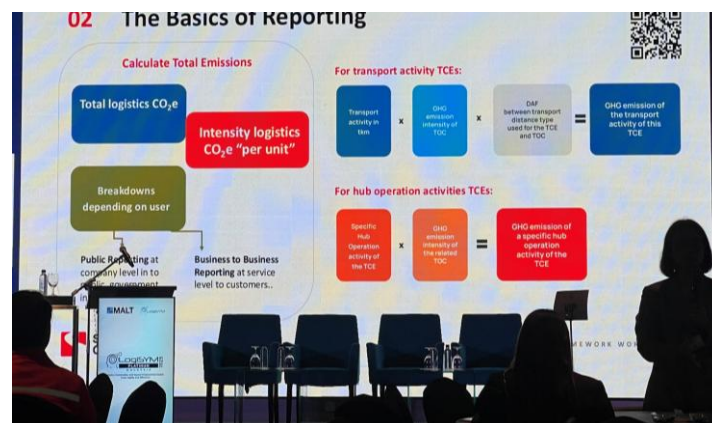 02 The Basics of Reporting
Calculate Total Emissions
Total logistics CO₂e
Intensity logistics
CO₂e “per unit”
Breakdowns
depending on user
Public Reporting at
company level in to
public, government
Business to Business
Reporting at service
level to customers..
For transport activity TCEs:
Transport
activity in
tkm
x
GHG
emission
intensity of
TOC
x
DAF
between transport
distance type
used for the TCE
and TOC
=
GHG emission of
the transport
activity of this
TCE
For hub operation activities TCEs:
Specific
Hub
Operation
activity of
the TCE
x
GHG
emission
intensity of
the related
TOC
=
GHG emission of
a specific hub
operation
activity of the
TCE
MALT
LogiSYM